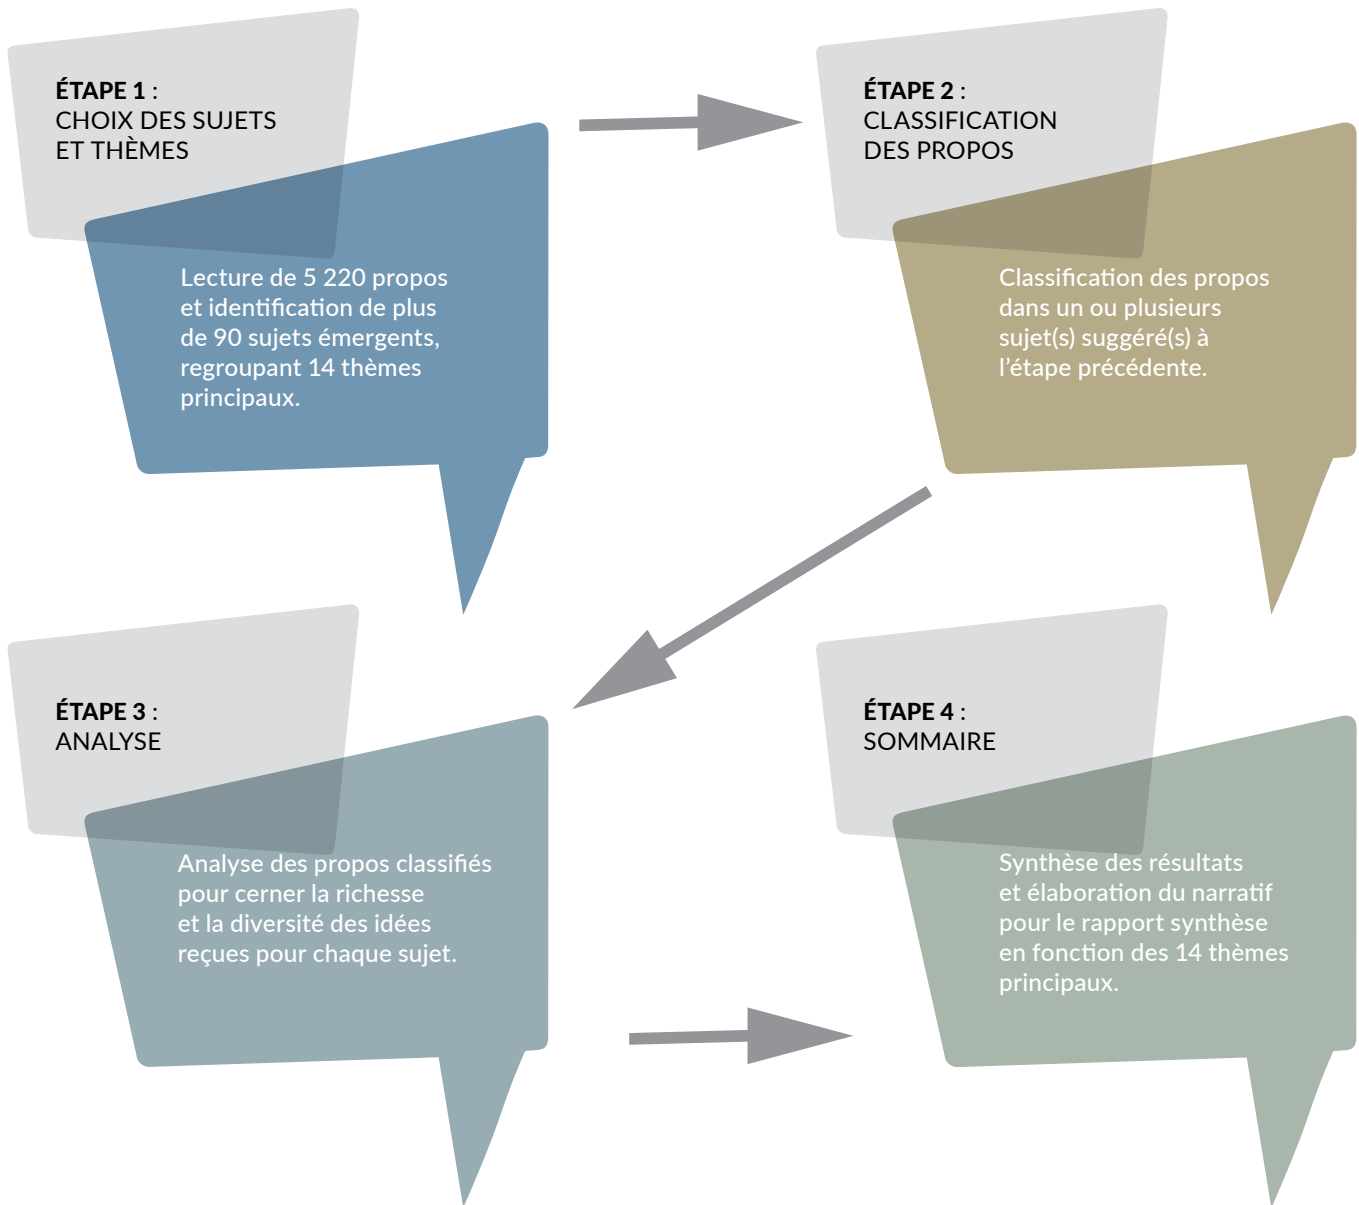 ÉTAPE 1 :
CHOIX DES SUJETS
ET THÈMES
Lecture de 5 220 propos
et identification de plus
de 90 sujets émergents,
regroupant 14 thèmes
principaux.
ÉTAPE 2 :
CLASSIFICATION
DES PROPOS
Classification des propos
dans un ou plusieurs
sujet(s) suggéré(s) à
l’étape précédente.
ÉTAPE 3 :
ANALYSE
Analyse des propos classifiés
pour cerner la richesse
et la diversité des idées
reçues pour chaque sujet.
ÉTAPE 4 :
SOMMAIRE
Synthèse des résultats
et élaboration du narratif
pour le rapport synthèse
en fonction des 14 thèmes
principaux.